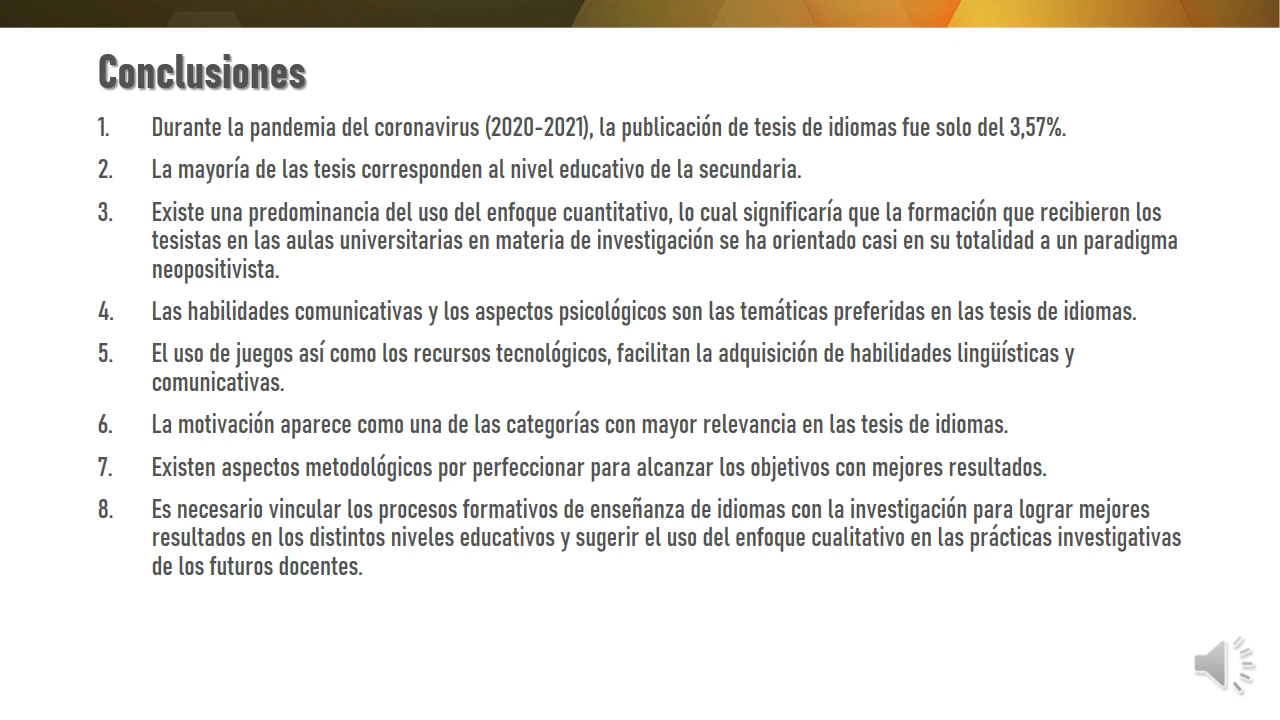 Conclusiones
1. Durante la pandemia del coronavirus (2020-2021), la publicación de tesis de idiomas fue solo del 3,57%.
2. La mayoría de las tesis corresponden al nivel educativo de la secundaria.
3. Existe una predominancia del uso del enfoque cuantitativo, lo cual significaría que la formación que recibieron los
tesistas en las aulas universitarias en materia de investigación se ha orientado casi en su totalidad a un paradigma
neopositivista.
4. Las habilidades comunicativas y los aspectos psicológicos son las temáticas preferidas en las tesis de idiomas.
5. El uso de juegos así como los recursos tecnológicos, facilitan la adquisición de habilidades lingüísticas y
comunicativas.
6. La motivación aparece como una de las categorías con mayor relevancia en las tesis de idiomas.
7. Existen aspectos metodológicos por perfeccionar para alcanzar los objetivos con mejores resultados.
8. Es necesario vincular los procesos formativos de enseñanza de idiomas con la investigación para lograr mejores
resultados en los distintos niveles educativos y sugerir el uso del enfoque cualitativo en las prácticas investigativas
de los futuros docentes.